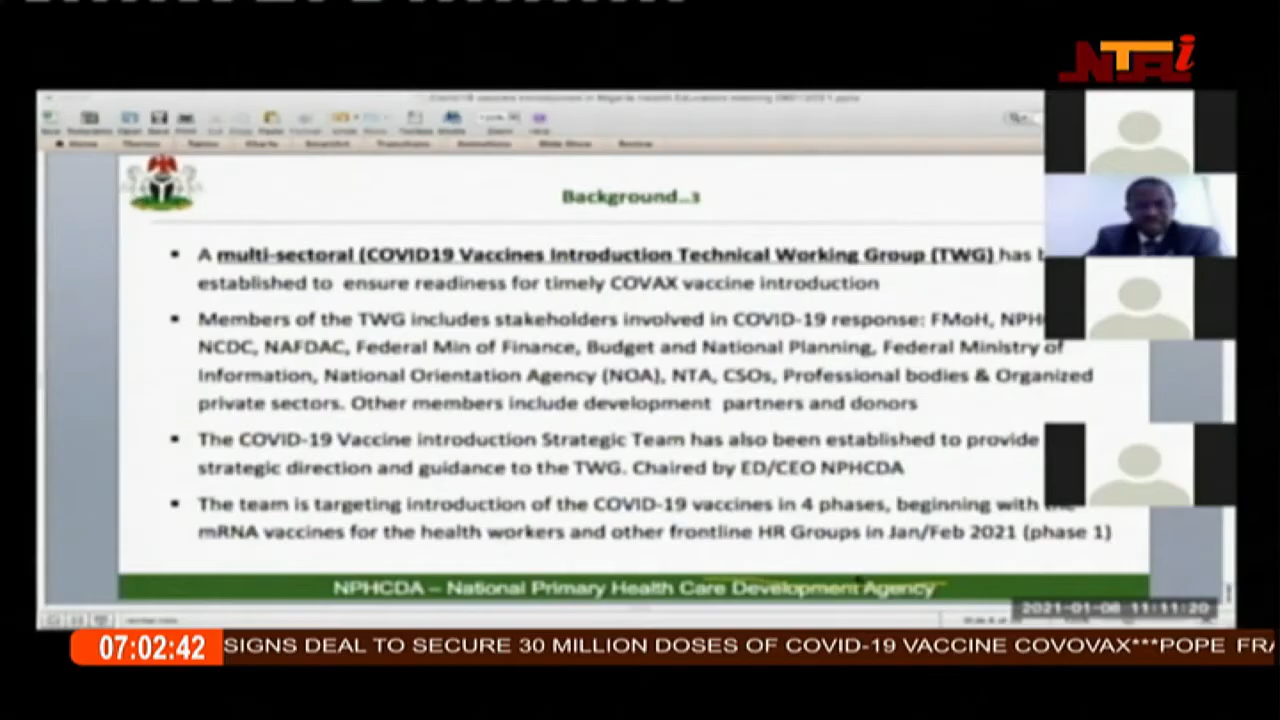 NTAi
Background...3
▪ A multi-sectoral (COVID19 Vaccines Introduction Technical Working Group (TWG) has
established to ensure readiness for timely COVAX vaccine introduction
▪ Members of the TWG includes stakeholders involved in COVID-19 response: FMoH,
NCDC, NAFDAC, Federal Min of Finance, Budget and National Planning, Federal Ministry of
Information, National Orientation Agency (NOA), NTA, CSOs, Professional bodies & Organized
private sectors. Other members include development partners and donors
▪ The COVID-19 Vaccine introduction Strategic Team has also been established to provide
strategic direction and guidance to the TWG. Chaired by ED/CEO NPHCDA
▪ The team is targeting introduction of the COVID-19 vaccines in 4 phases, beginning with the
mRNA vaccines for the health workers and other frontline HR Groups in Jan/Feb 2021 (phase 1)
NPHCDA – National Primary Health Care Development Agency
2021-01-08 11:11:20
07:02:42 SIGNS DEAL TO SECURE 30 MILLION DOSES OF COVID-19 VACCINE COVOVAX***POPE FRA